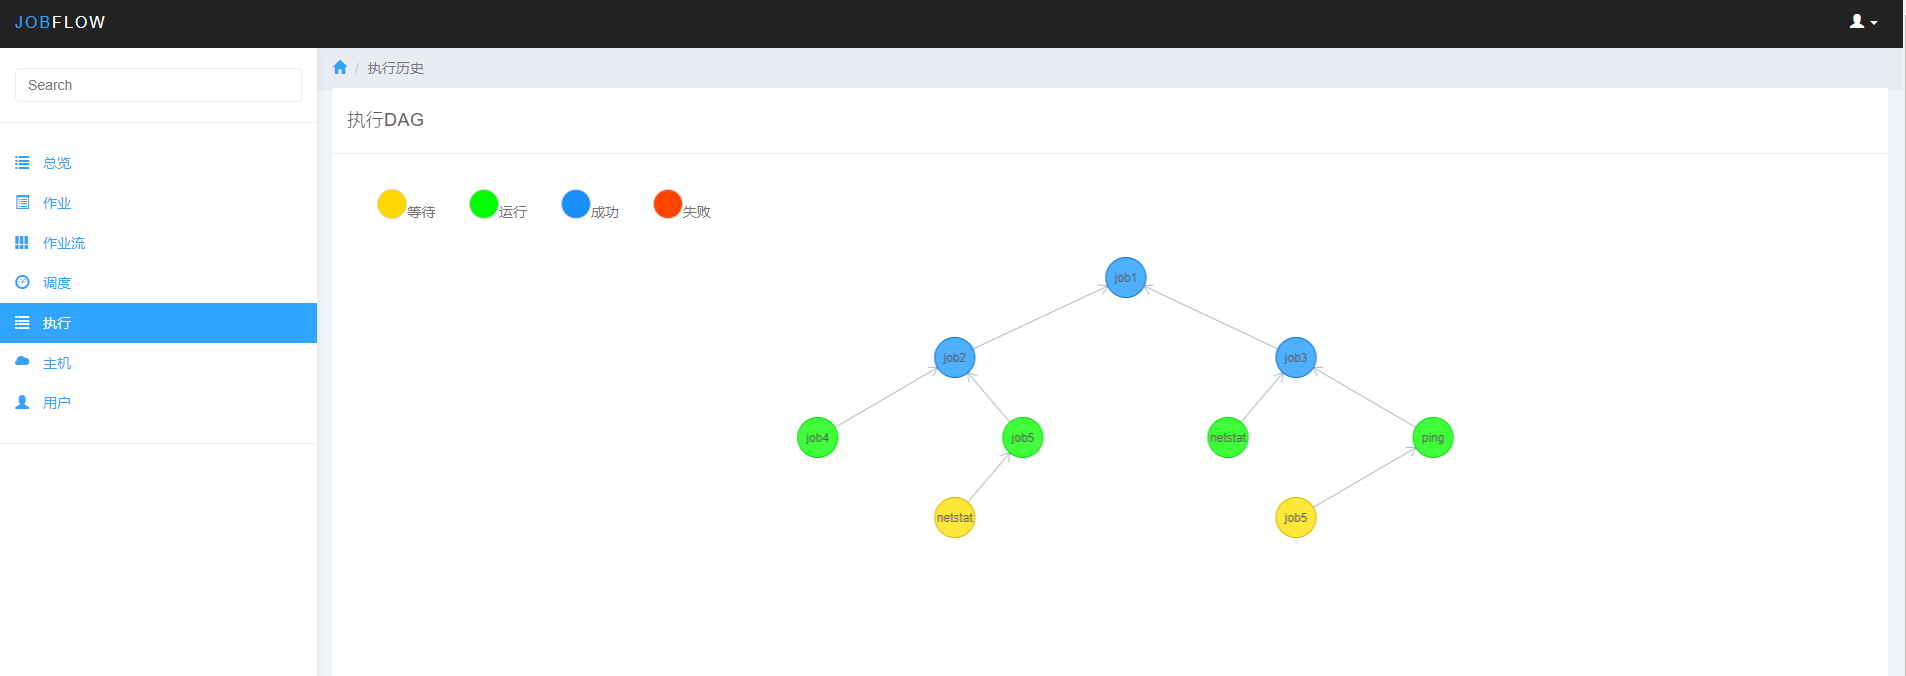 JOBFLOW
Search
总览
作业
作业流
调度
执行
主机
用户
/ 执行历史
执行DAG
等待 运行 成功 失败
job1
job2 job3
job4 job5 netstat ping
netstat job5